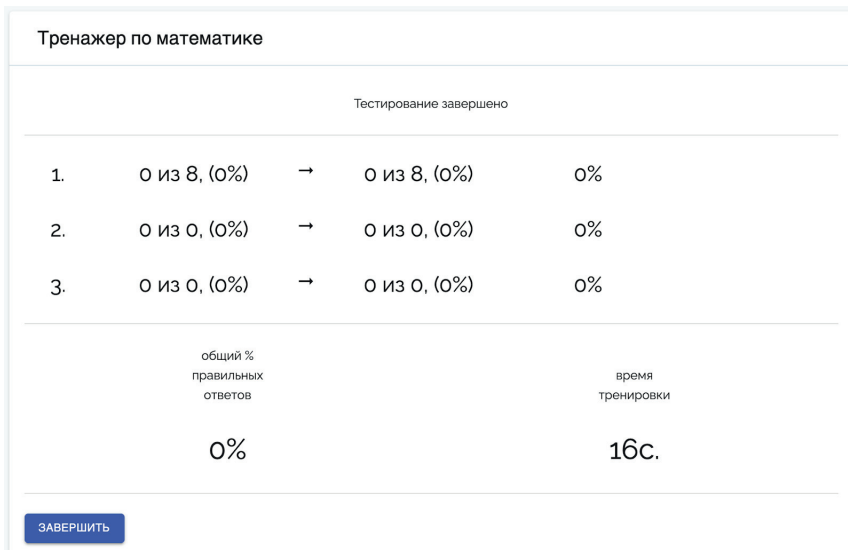 Тренажер по математике
Тестирование завершено
1. 0 из 8, (0%) → 0 из 8, (0%) 0%
2. 0 из 0, (0%) → 0 из 0, (0%) 0%
3. 0 из 0, (0%) → 0 из 0, (0%) 0%
общий %
правильных
ответов
время
тренировки
0% 16с.
ЗАВЕРШИТЬ